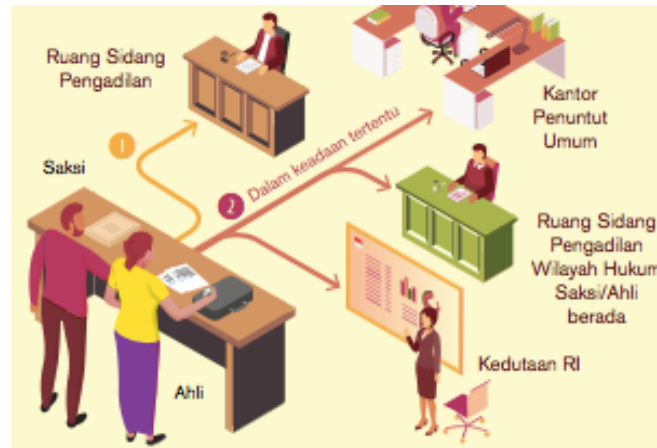 Ruang Sidang
Pengadilan
Kantor
Penuntut
Umum
1
Saksi
2 Dalam keadaan tertentu
Ruang Sidang
Pengadilan
Wilayah Hukum
Saksi/Ahli
berada
Kedutaan RI
Ahli